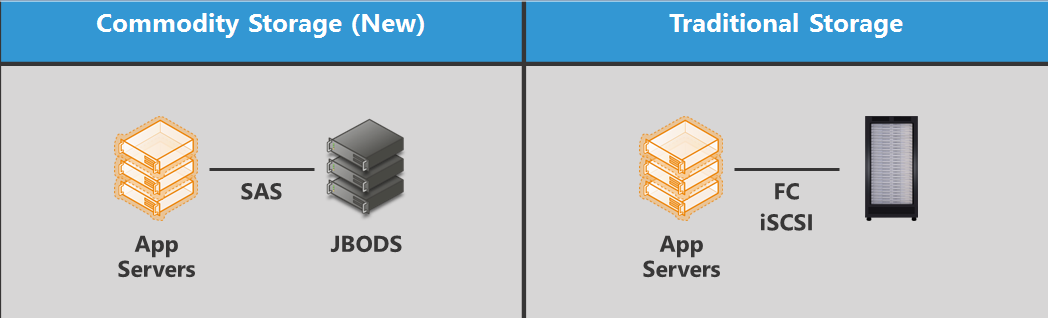 Commodity Storage (New)
Traditional Storage
SAS
App
Servers
JBODS
FC
iSCSI
App
Servers